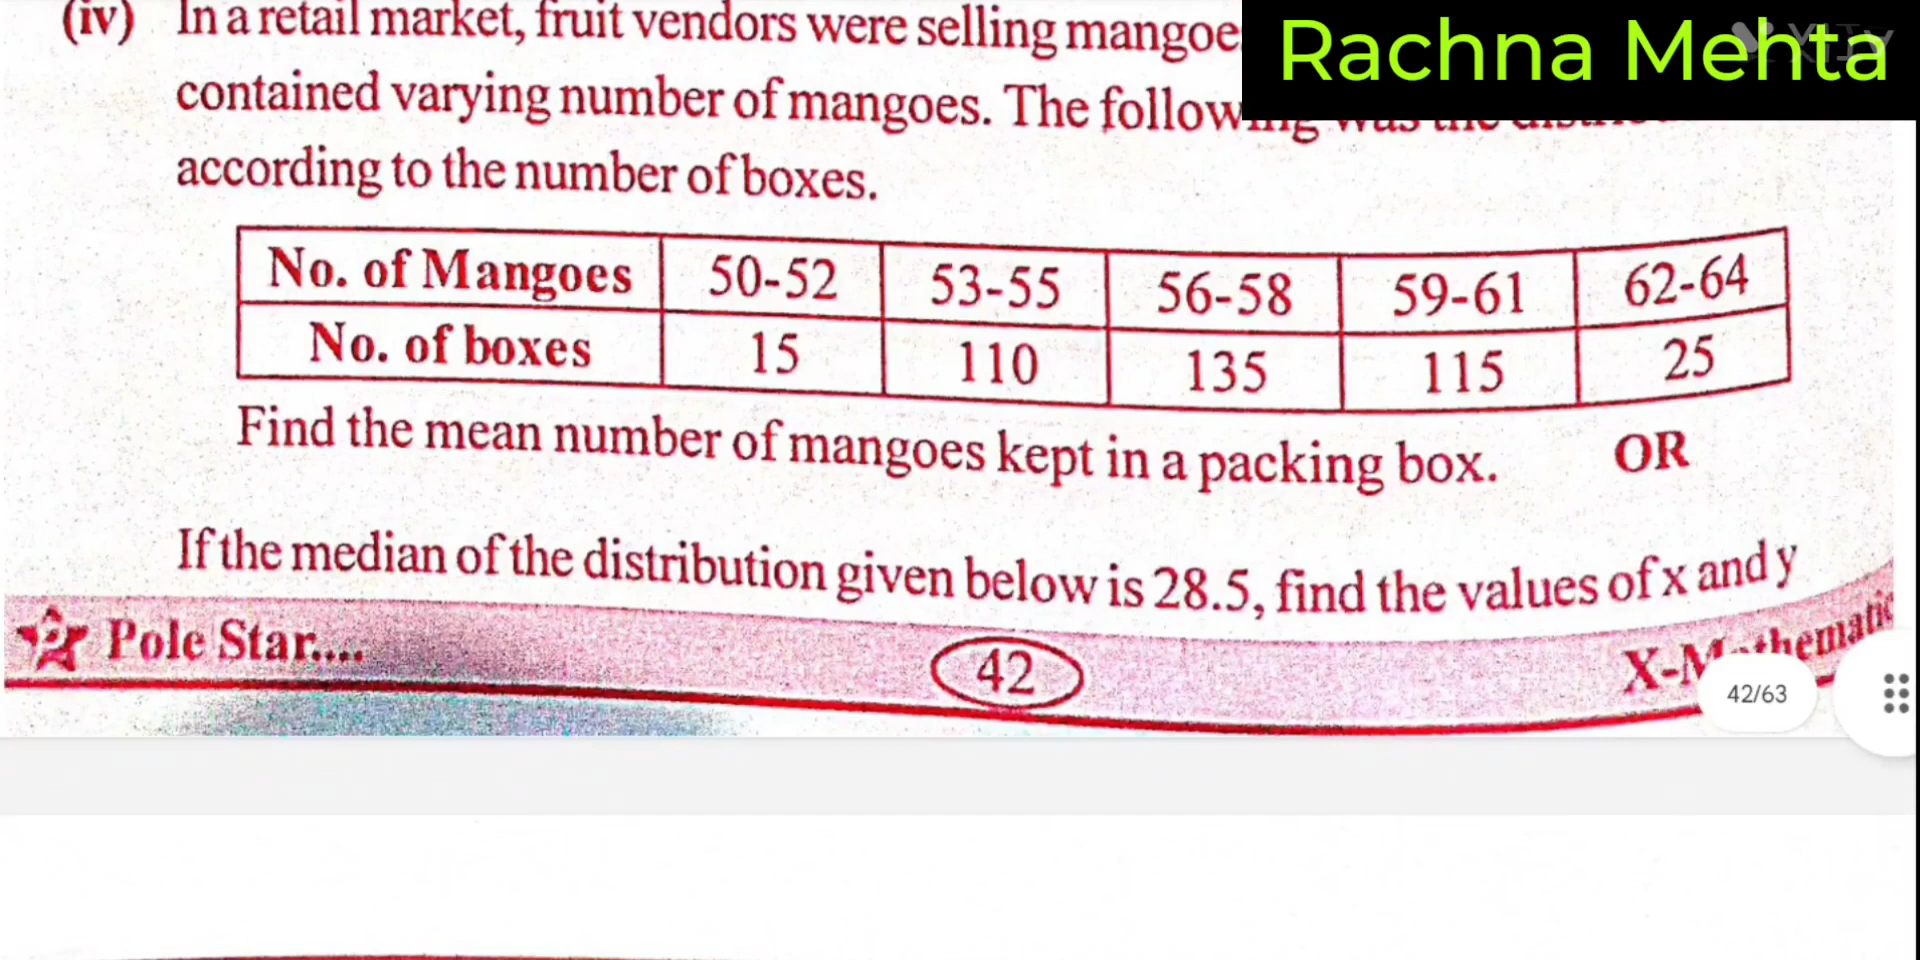 Rachna Mehta
(iv) In a retail market, fruit vendors were selling
contained varying number of mangoes. The
according to the number of boxes.
No. of Mangoes 50-52 53-55 56-58 59-61 62-64
No. of boxes 15 110 135 115 25
Find the mean number of mangoes kept in a packing box. OR
If the median of the distribution given below is 28.5, find the values of x and y
Pole Star....
42
42/63